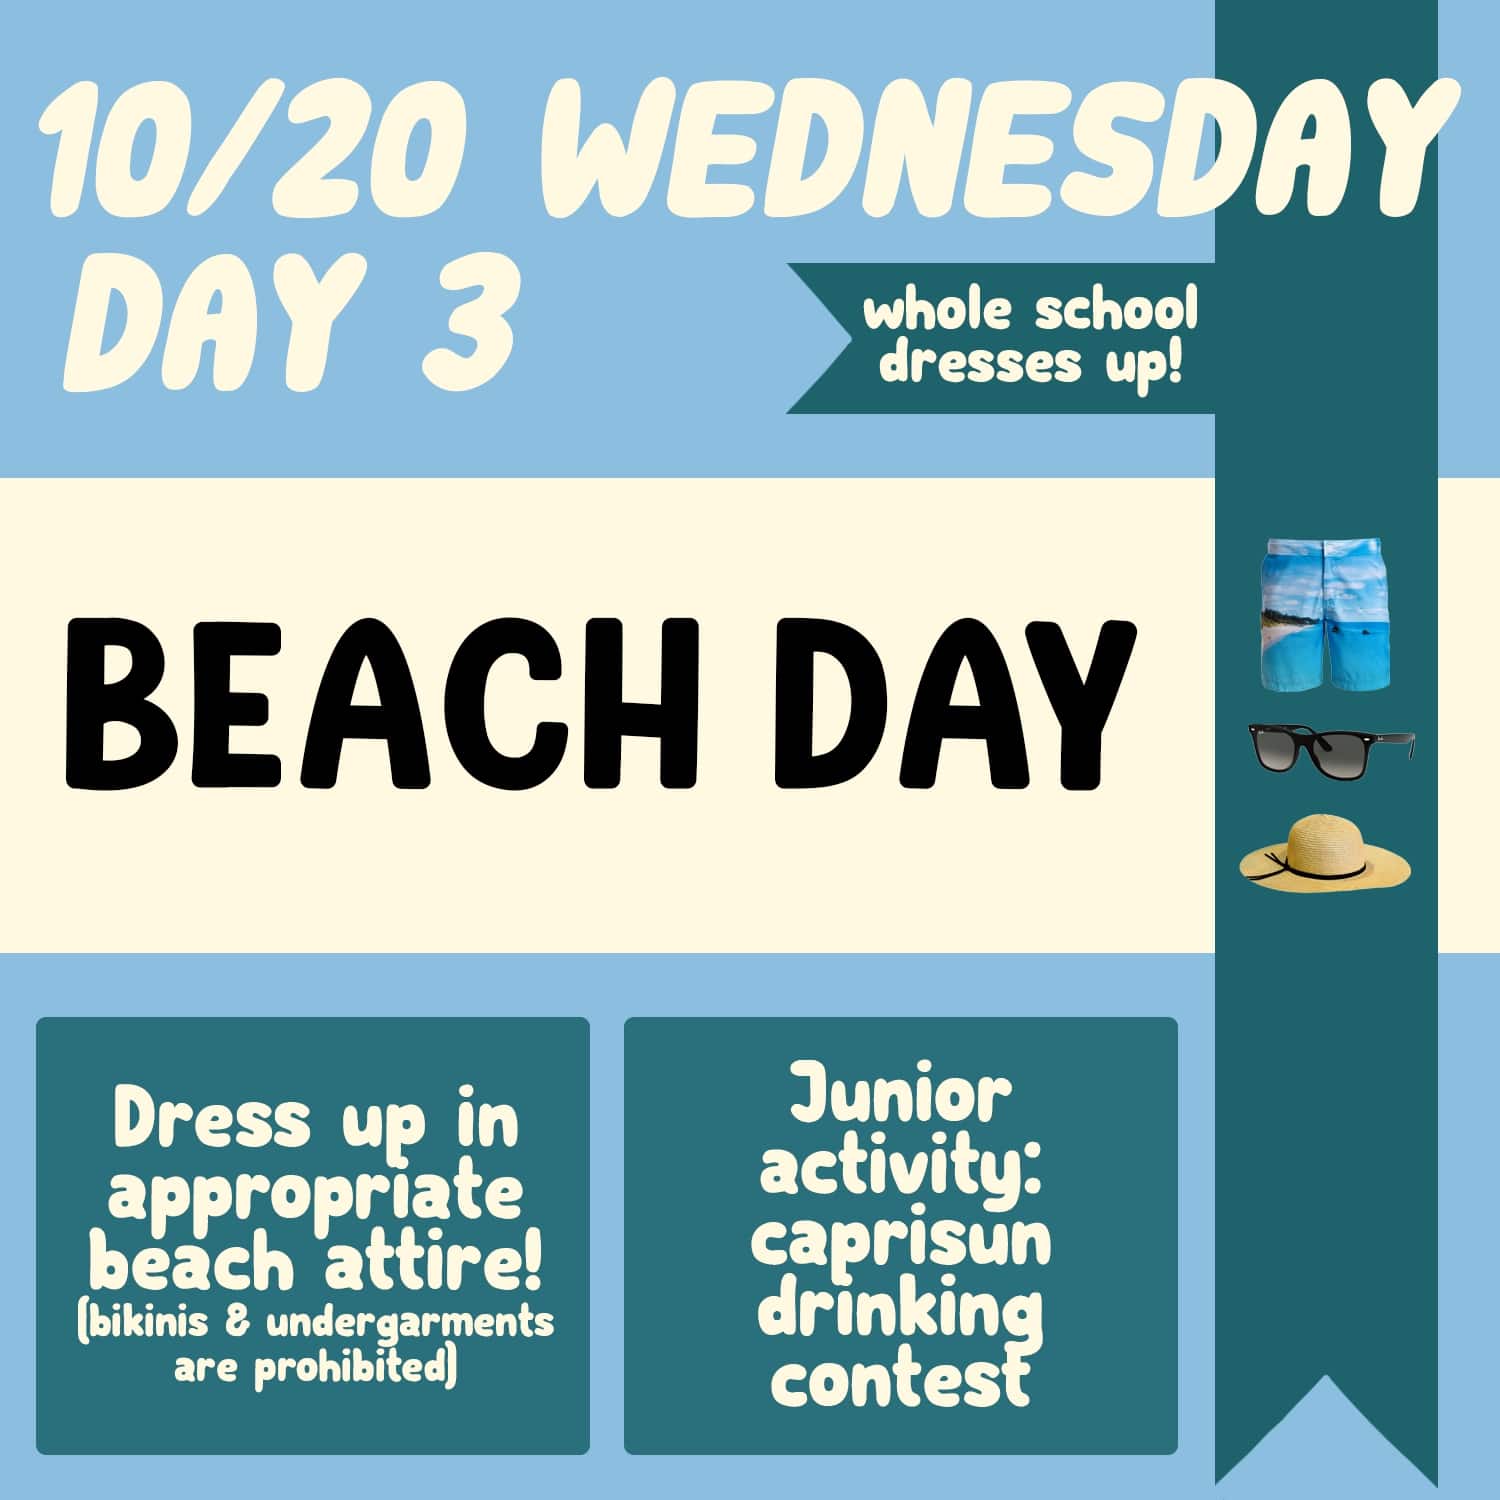 10/20 WEDNESDAY
DAY 3
whole school
dresses up!
BEACH DAY
Dress up in
appropriate
beach attire!
(bikinis & undergarments
are prohibited)
Junior
activity:
caprisun
drinking
contest